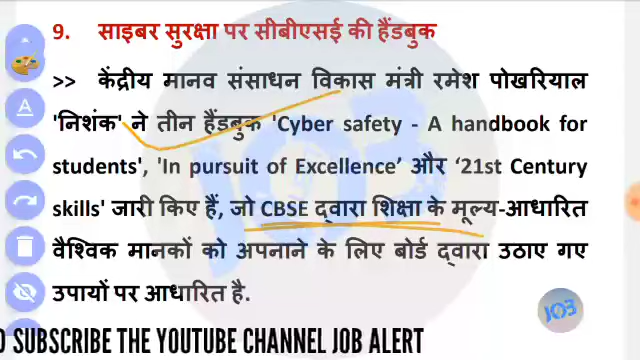 9. साइबर सुरक्षा पर सीबीएसई की हैंडबुक
>> केंद्रीय मानव संसाधन विकास मंत्री रमेश पोखरियाल
'निशंक' ने तीन हैंडबुक 'Cyber safety - A handbook for
students', 'In pursuit of Excellence' और '21st Century
skills' जारी किए हैं, जो CBSE द्वारा शिक्षा के मूल्य-आधारित
वैश्विक मानकों को अपनाने के लिए बोर्ड द्वारा उठाए गए
उपायों पर आधारित है.
JOB
O SUBSCRIBE THE YOUTUBE CHANNEL JOB ALERT